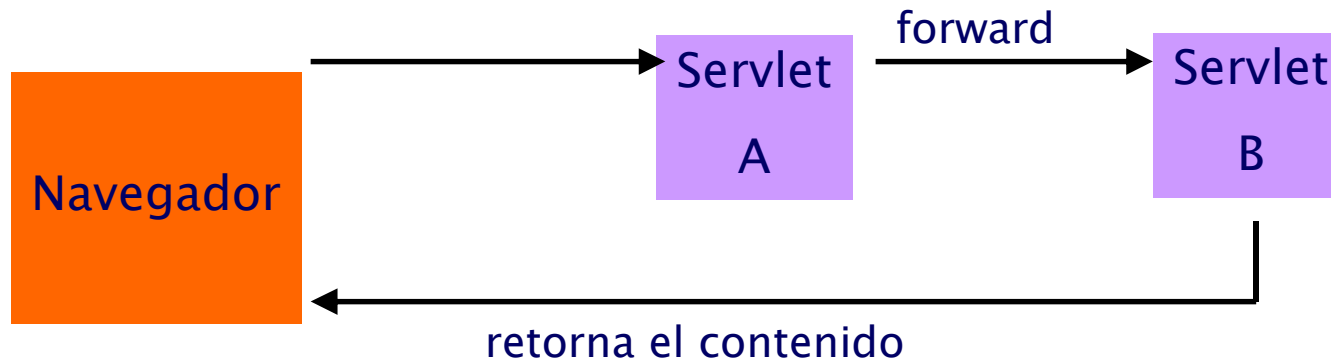 Navegador
Servlet
A
forward
Servlet
B
retorna el contenido